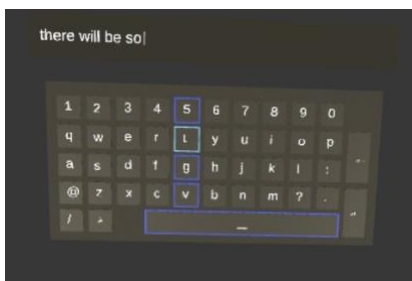 there will be so
1 2 3 4 5 6 7 8 9 0
q w e r t y u i o p
a s d f g h j k l :
@ z x c v b n m ? .
/